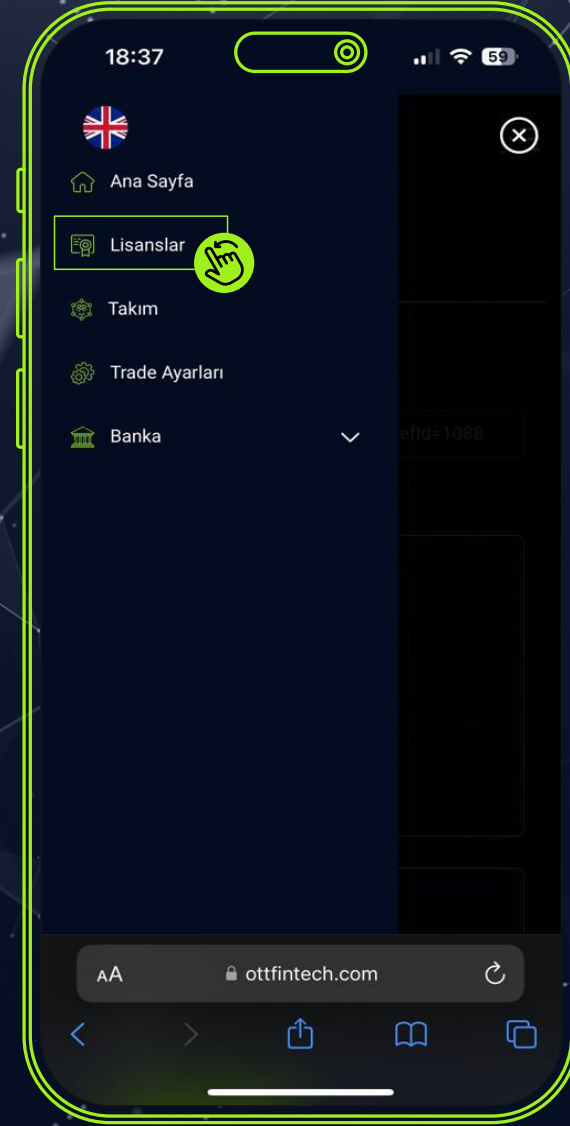 18:37
59
Ana Sayfa
Lisanslar
Takım
Trade Ayarları
Banka
efId=1088
AA
ottfintech.com